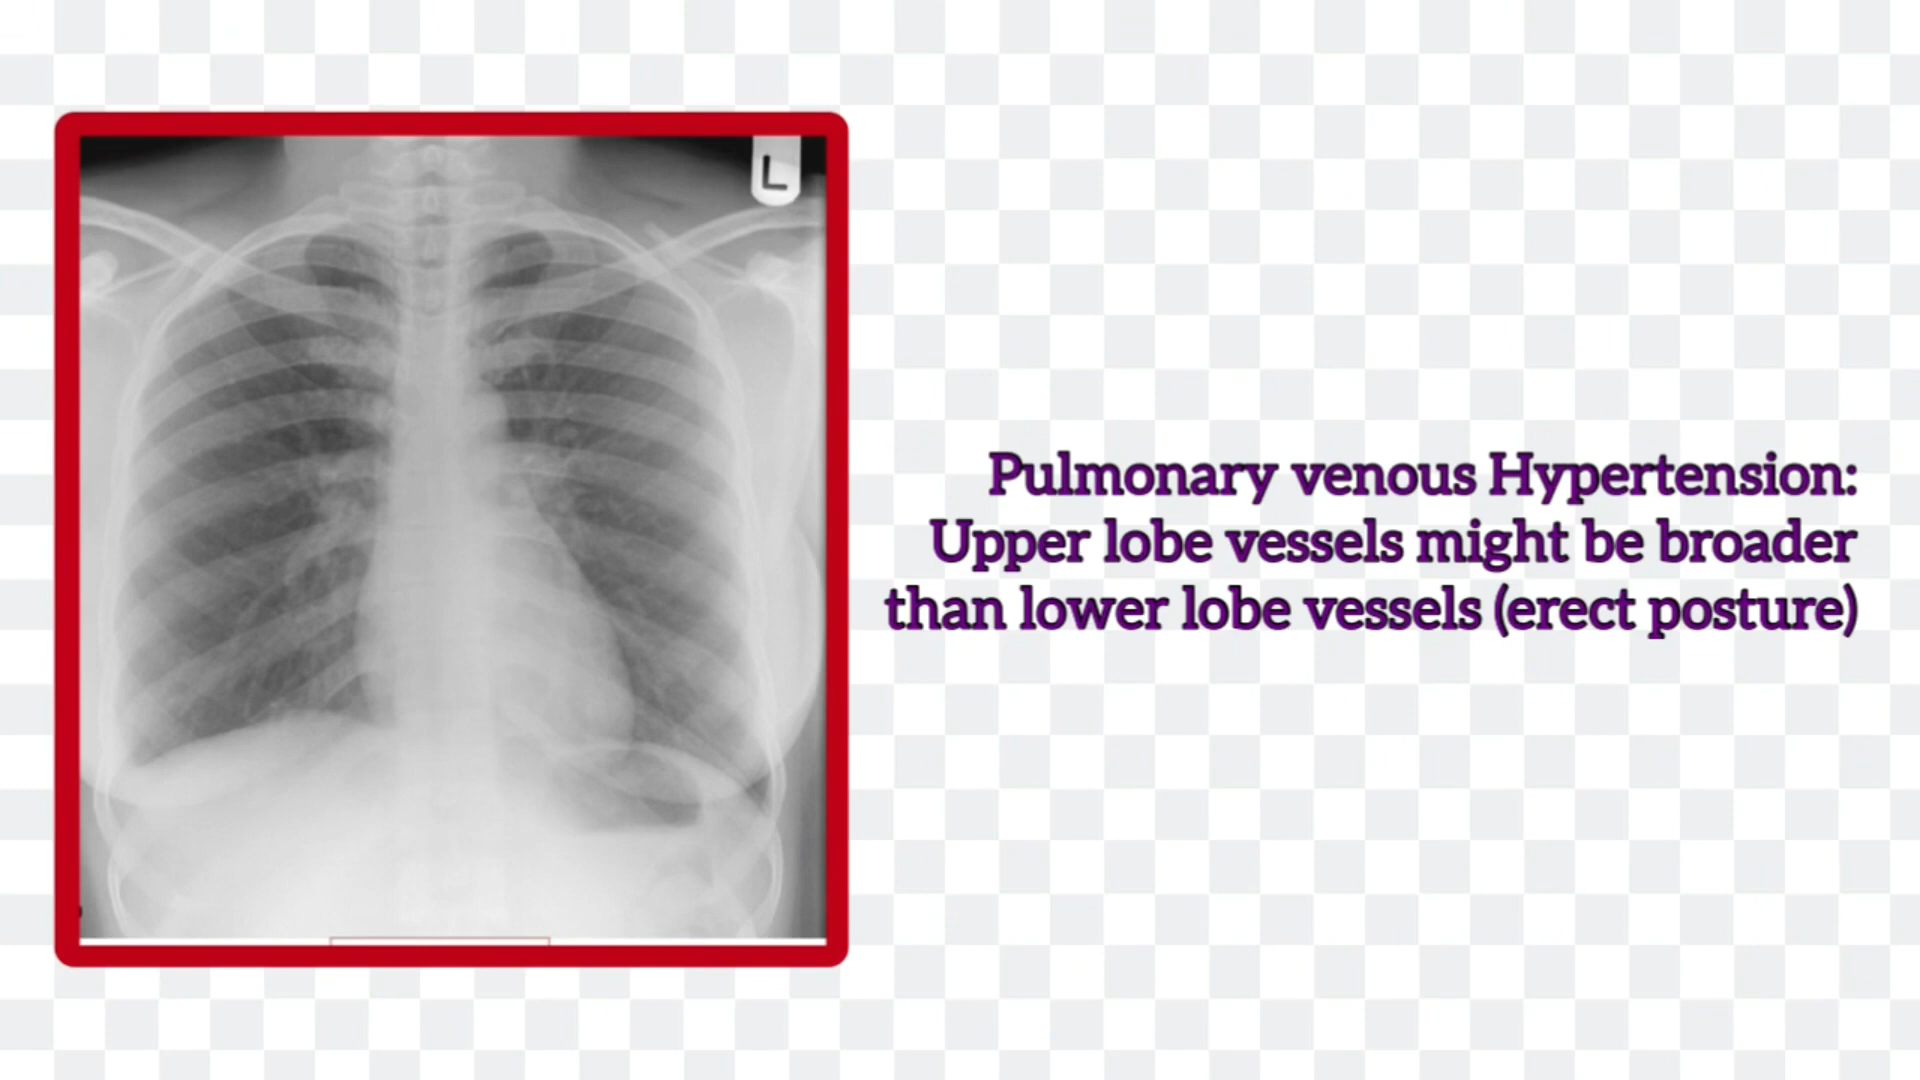 L
Pulmonary venous Hypertension:
Upper lobe vessels might be broader
than lower lobe vessels (erect posture)